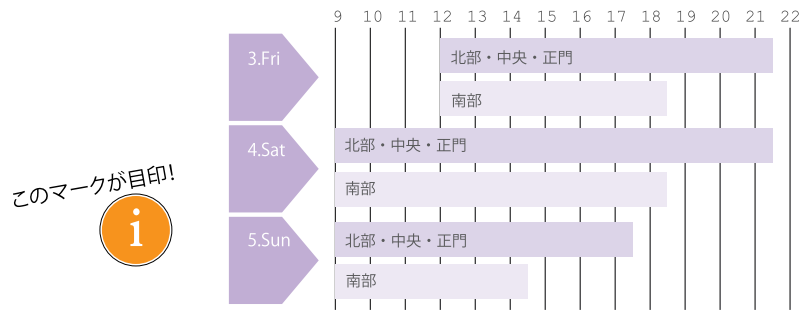 9 10 11 12 13 14 15 16 17 18 19 20 21 22
3.Fri
北部・中央・正門
南部
4.Sat
北部・中央・正門
南部
このマークが目印!
i
5.Sun
北部・中央・正門
南部